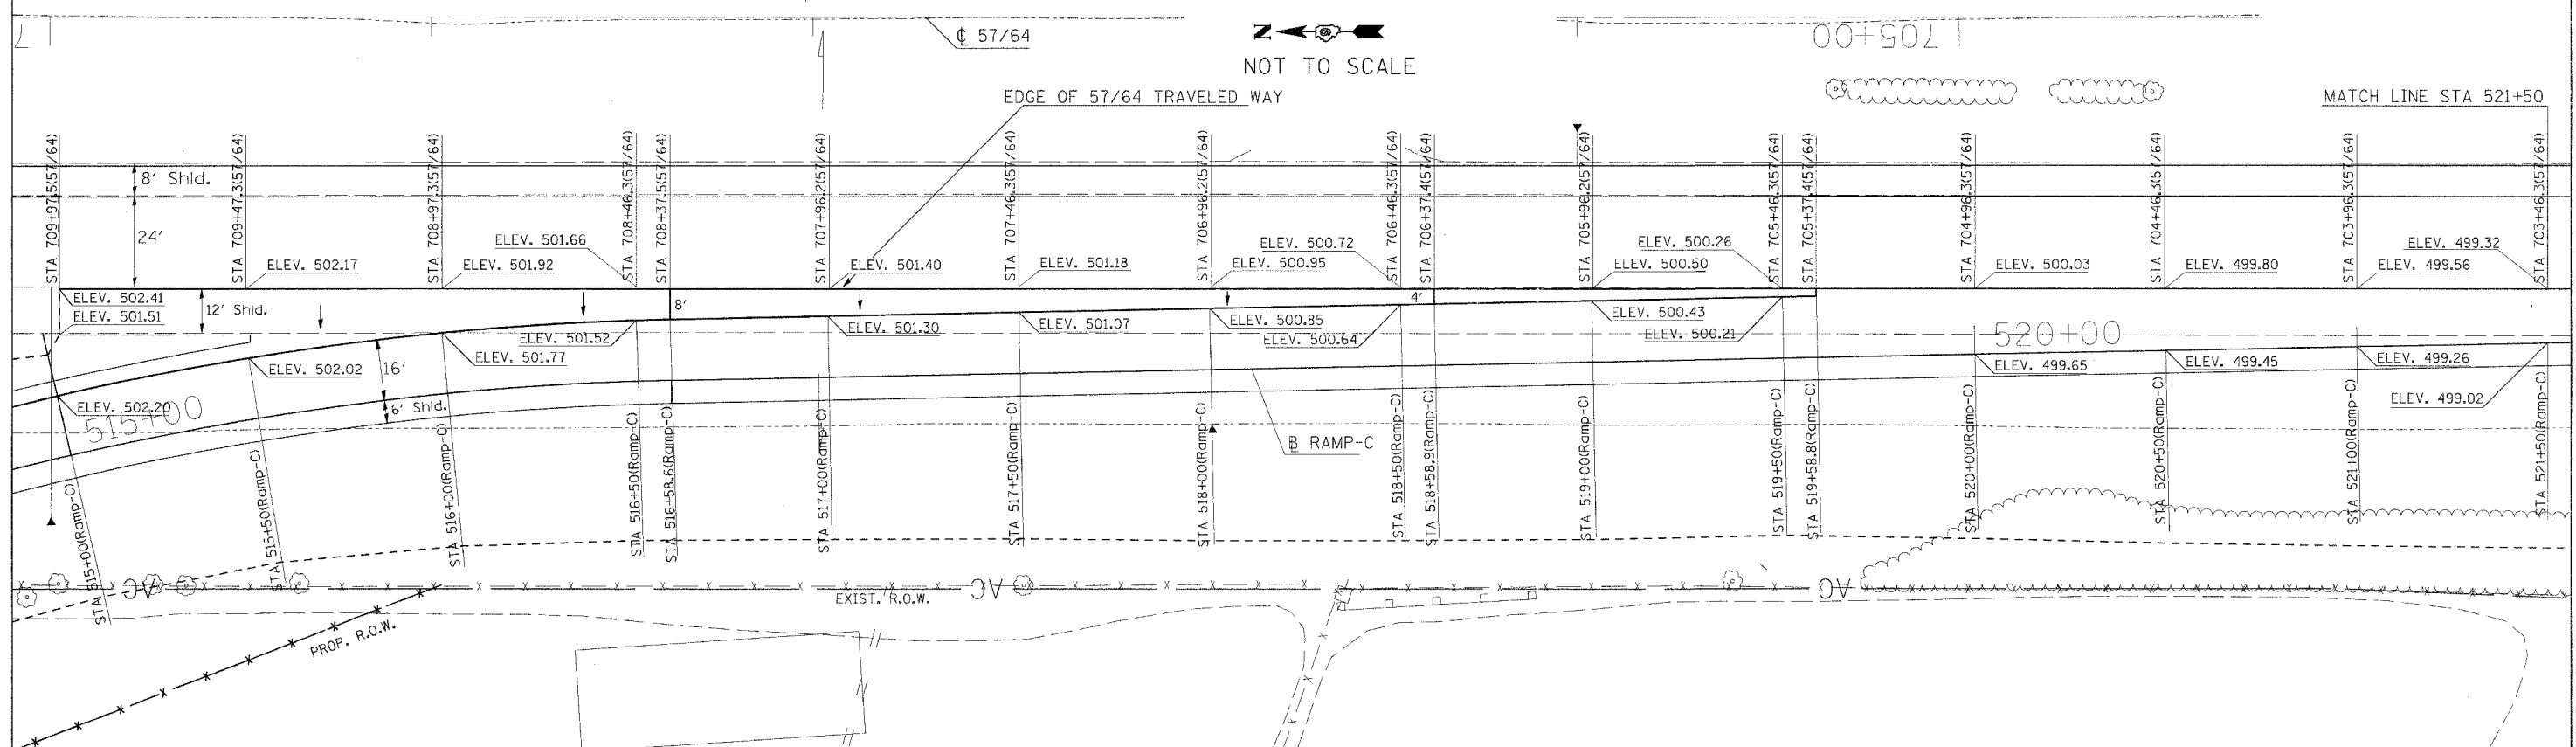 ℄ 57/64
N
NOT TO SCALE
705+00
EDGE OF 57/64 TRAVELED WAY
MATCH LINE STA 521+50
STA 709+97.5(57/64)
STA 709+47.3(57/64)
STA 708+97.3(57/64)
STA 708+46.3(57/64)
STA 708+37.5(57/64)
STA 707+96.2(57/64)
STA 707+46.3(57/64)
STA 706+96.2(57/64)
STA 706+46.3(57/64)
STA 706+37.4(57/64)
STA 705+96.2(57/64)
STA 705+46.3(57/64)
STA 705+37.4(57/64)
STA 704+96.3(57/64)
STA 704+46.3(57/64)
STA 703+96.3(57/64)
STA 703+46.3(57/64)
8' Shld.
24'
ELEV. 501.66
ELEV. 500.72
ELEV. 500.26
ELEV. 499.32
ELEV. 502.17
ELEV. 501.92
ELEV. 501.40
ELEV. 501.18
ELEV. 500.95
ELEV. 500.50
ELEV. 500.03
ELEV. 499.80
ELEV. 499.56
ELEV. 502.41
ELEV. 501.51
12' Shld.
8'
4'
ELEV. 501.52
ELEV. 501.30
ELEV. 501.07
ELEV. 500.85
ELEV. 500.64
ELEV. 500.43
ELEV. 500.21
520+00
ELEV. 501.77
ELEV. 502.02
16'
ELEV. 499.65
ELEV. 499.45
ELEV. 499.26
ELEV. 499.02
ELEV. 502.20
515+00
6' Shld.
B RAMP-C
STA 515+00(Ramp-C)
STA 515+50(Ramp-C)
STA 516+00(Ramp-C)
STA 516+50(Ramp-C)
STA 516+58.6(Ramp-C)
STA 517+00(Ramp-C)
STA 517+50(Ramp-C)
STA 518+00(Ramp-C)
STA 518+50(Ramp-C)
STA 518+58.9(Ramp-C)
STA 519+00(Ramp-C)
STA 519+50(Ramp-C)
STA 519+58.8(Ramp-C)
STA 520+00(Ramp-C)
STA 520+50(Ramp-C)
STA 521+00(Ramp-C)
STA 521+50(Ramp-C)
AC
AC
AC
EXIST. R.O.W.
PROP. R.O.W.